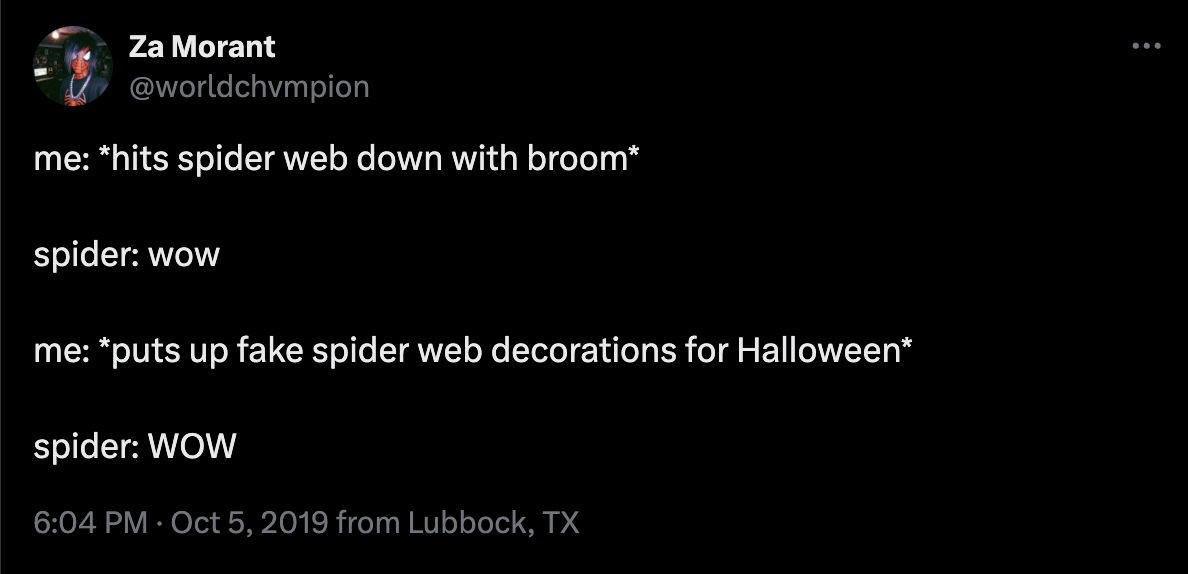 Za Morant
@worldchvmpion
me: *hits spider web down with broom*
spider: wow
me: *puts up fake spider web decorations for Halloween*
spider: WOW
6:04 PM · Oct 5, 2019 from Lubbock, TX